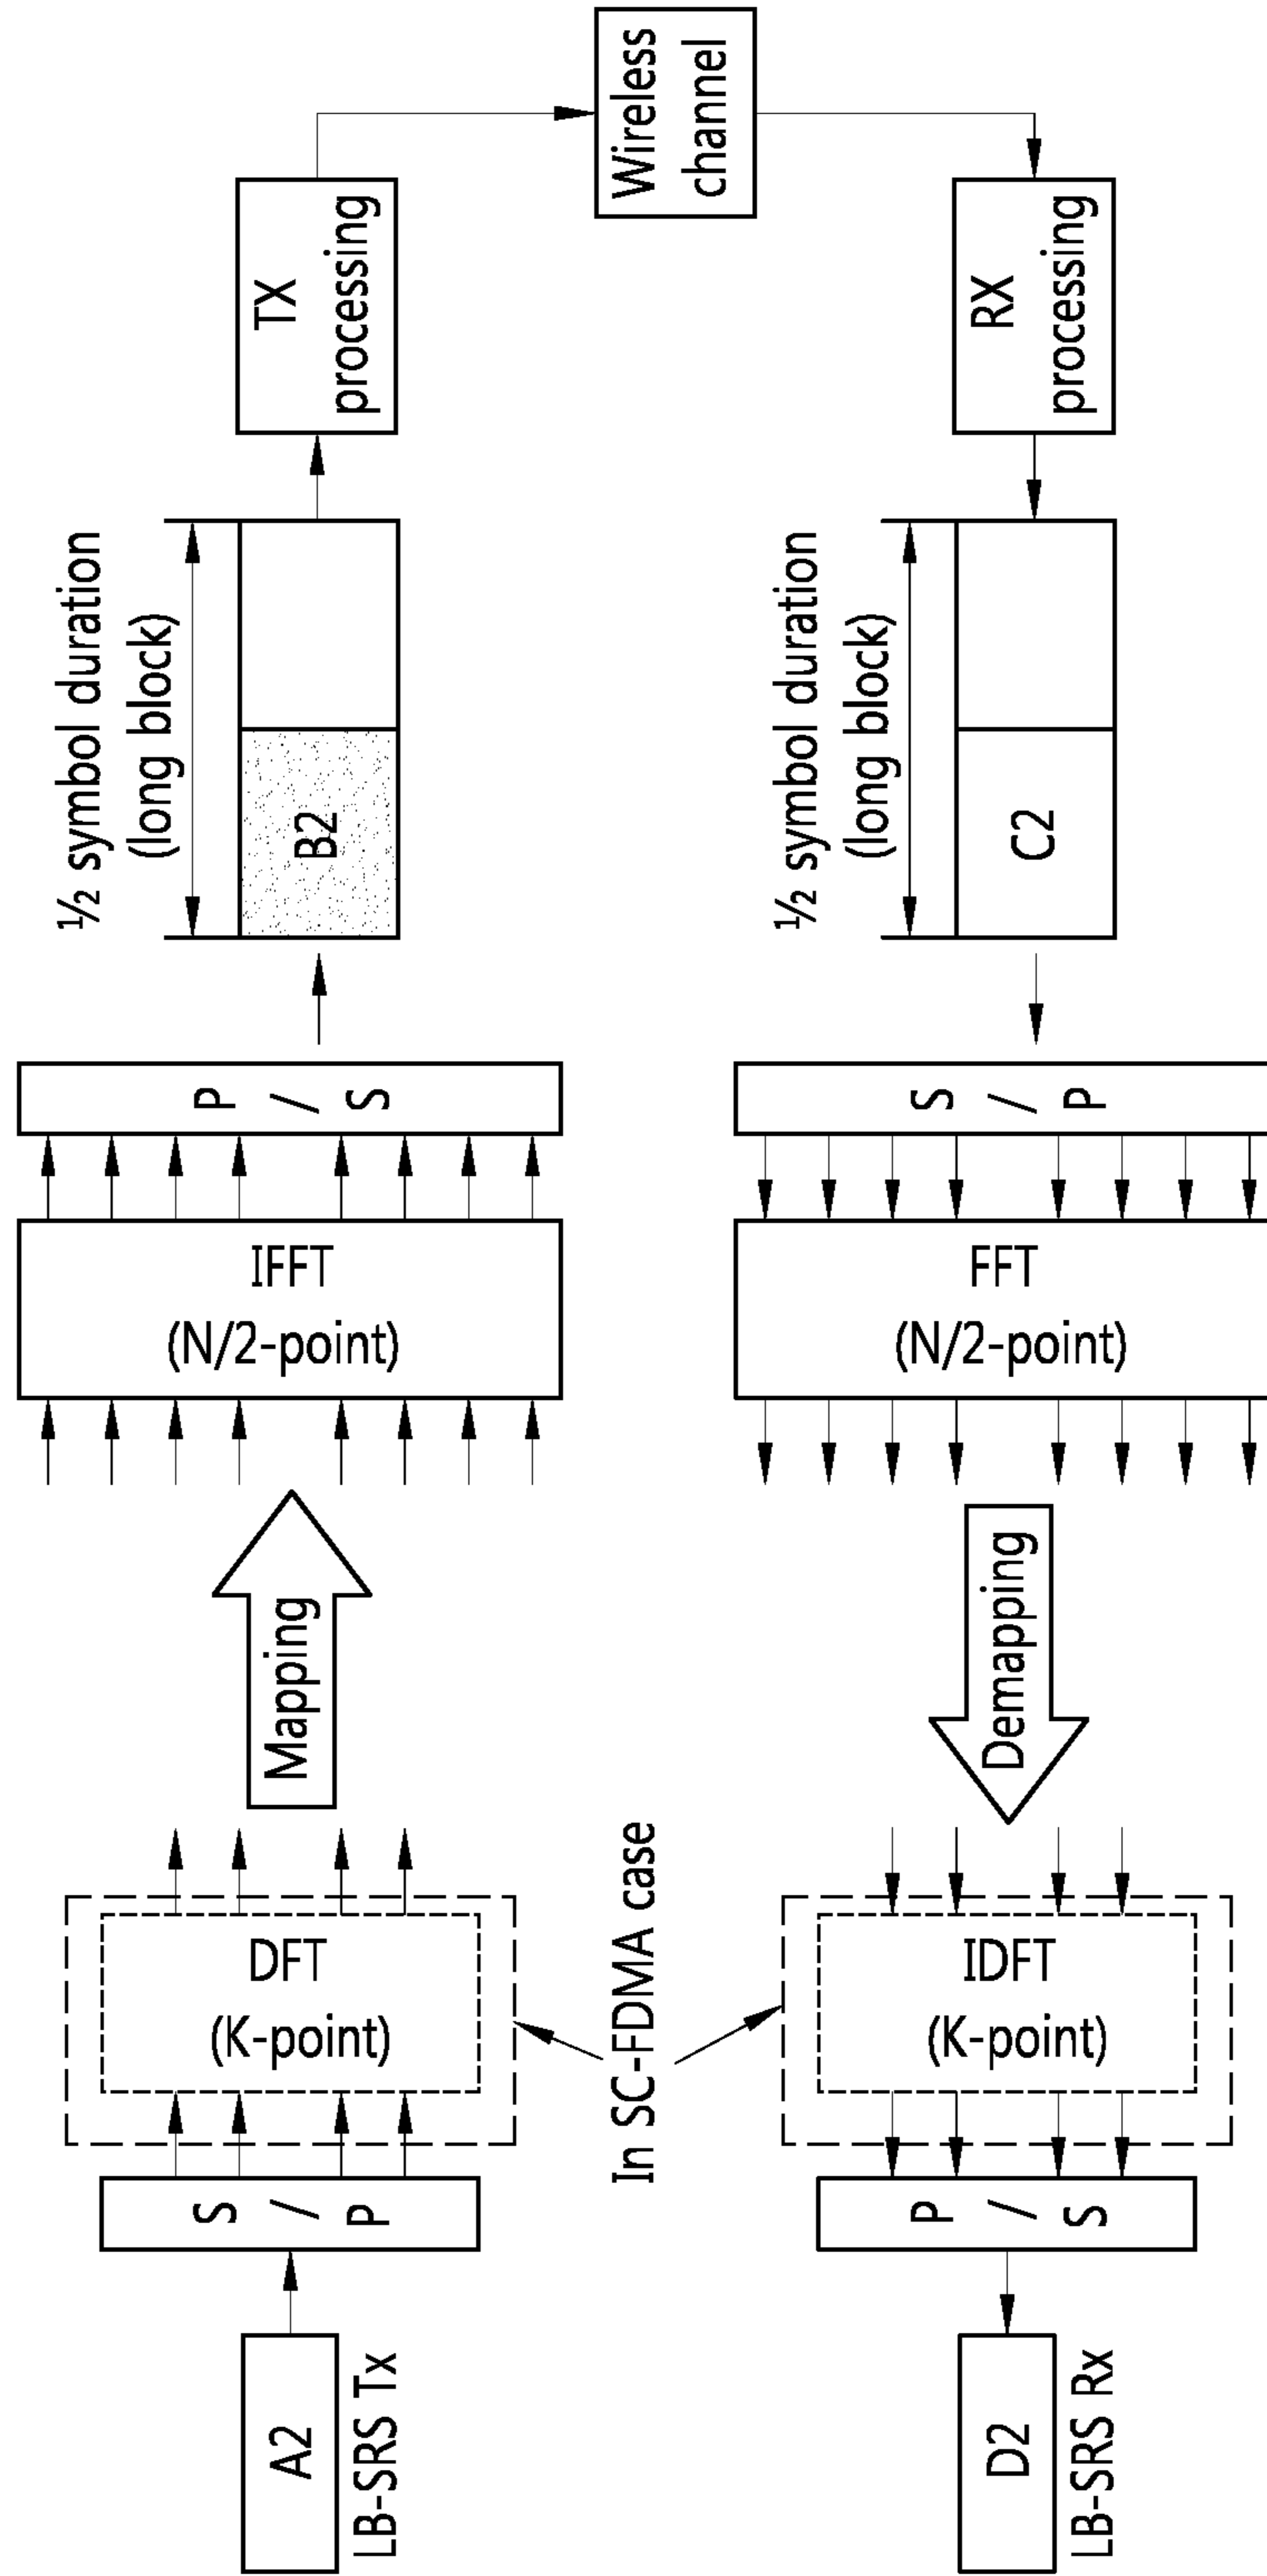 A2
LB-SRS Tx
S
/
P
DFT
(K-point)
Mapping
IFFT
(N/2-point)
P
/
S
½ symbol duration
(long block)
B2
TX
processing
Wireless
channel
In SC-FDMA case
D2
LB-SRS Rx
P
/
S
IDFT
(K-point)
Demapping
FFT
(N/2-point)
S
/
P
½ symbol duration
(long block)
C2
RX
processing